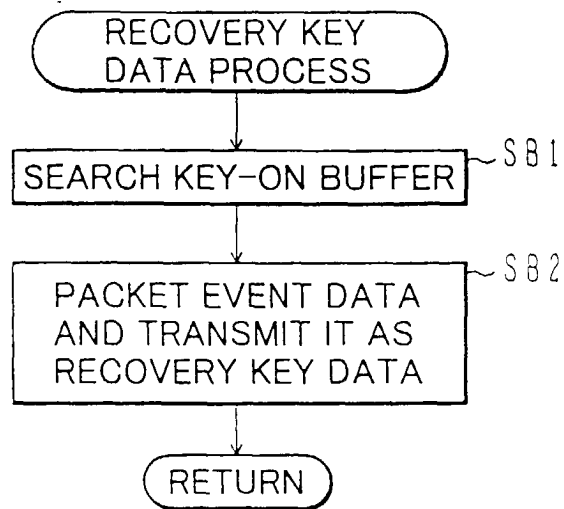 RECOVERY KEY
DATA PROCESS
SEARCH KEY-ON BUFFER
SB1
PACKET EVENT DATA
AND TRANSMIT IT AS
RECOVERY KEY DATA
SB2
RETURN